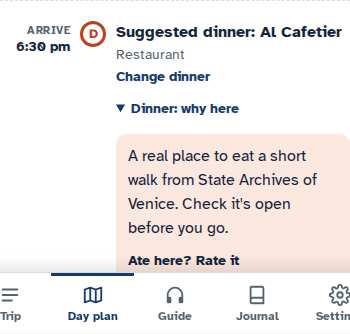 ARRIVE
6:30 pm
D
Suggested dinner: Al Cafetier
Restaurant
Change dinner
▼ Dinner: why here
A real place to eat a short
walk from State Archives of
Venice. Check it's open
before you go.
Ate here? Rate it
Trip
Day plan
Guide
Journal
Settin